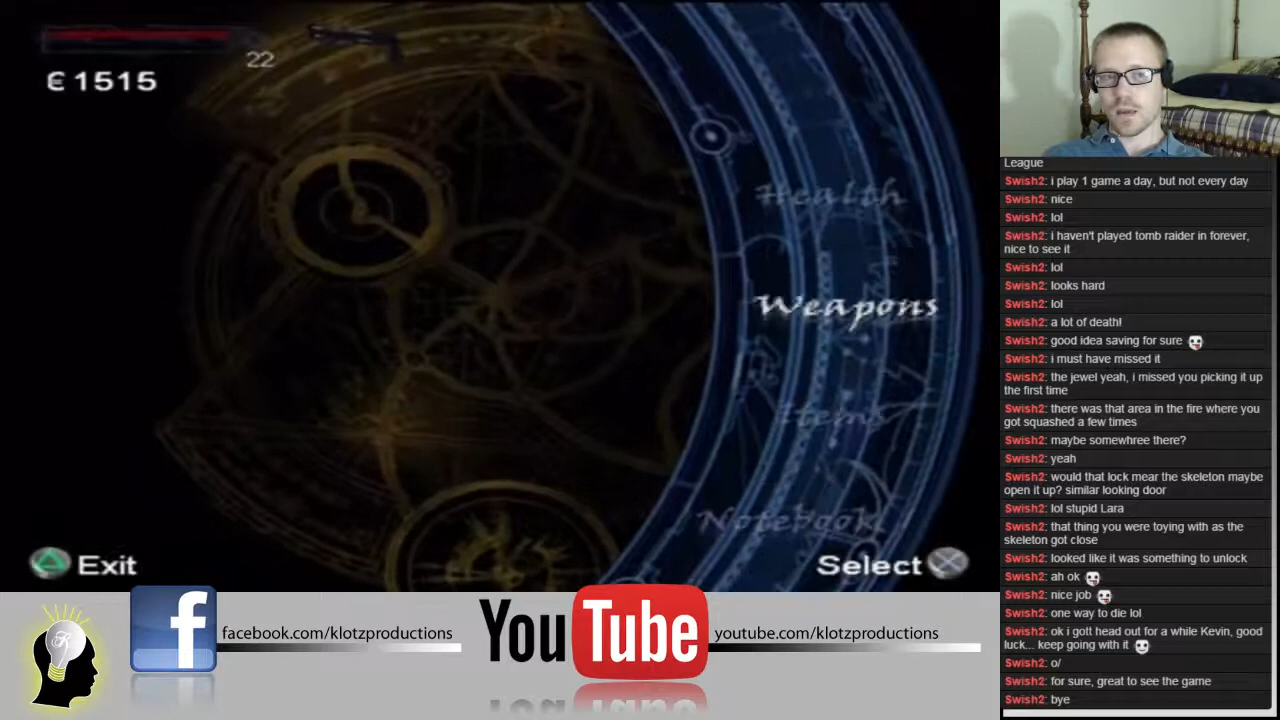 € 1515
22
Health
Weapons
Items
Notebook
Exit
Select
facebook.com/klotzproductions
YouTube
youtube.com/klotzproductions
League
Swish2: i play 1 game a day, but not every day
Swish2: nice
Swish2: lol
Swish2: i haven't played tomb raider in forever,
nice to see it
Swish2: lol
Swish2: looks hard
Swish2: lol
Swish2: a lot of death!
Swish2: good idea saving for sure
Swish2: i must have missed it
Swish2: the jewel yeah, i missed you picking it up
the first time
Swish2: there was that area in the fire where you
got squashed a few times
Swish2: maybe somewhree there?
Swish2: yeah
Swish2: would that lock mear the skeleton maybe
open it up? similar looking door
Swish2: lol stupid Lara
Swish2: that thing you were toying with as the
skeleton got close
Swish2: looked like it was something to unlock
Swish2: ah ok
Swish2: nice job
Swish2: one way to die lol
Swish2: ok i gott head out for a while Kevin, good
luck... keep going with it
Swish2: o/
Swish2: for sure, great to see the game
Swish2: bye